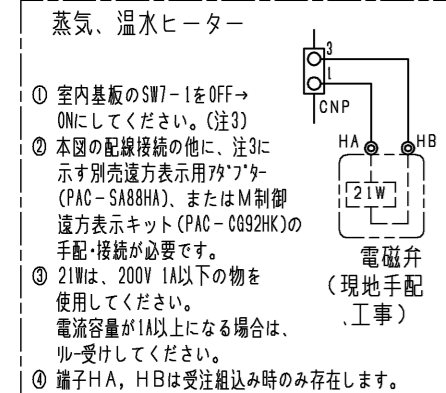 蒸気、温水ヒーター
① 室内基板のSW7-1をOFF→
ONにしてください。(注3)
② 本図の配線接続の他に、注3に
示す別売遠方表示用ｱﾀﾞﾌﾟﾀｰ
(PAC-SA88HA)、またはM制御
遠方表示キット(PAC-CG92HK)の
手配・接続が必要です。
③ 21Wは、200V 1A以下の物を
使用してください。
電流容量が1A以上になる場合は、
ﾘﾚｰ受けしてください。
④ 端子HA，HBは受注組込み時のみ存在します。
3
1
CNP
HA
HB
21W
電磁弁
(現地手配
、工事)